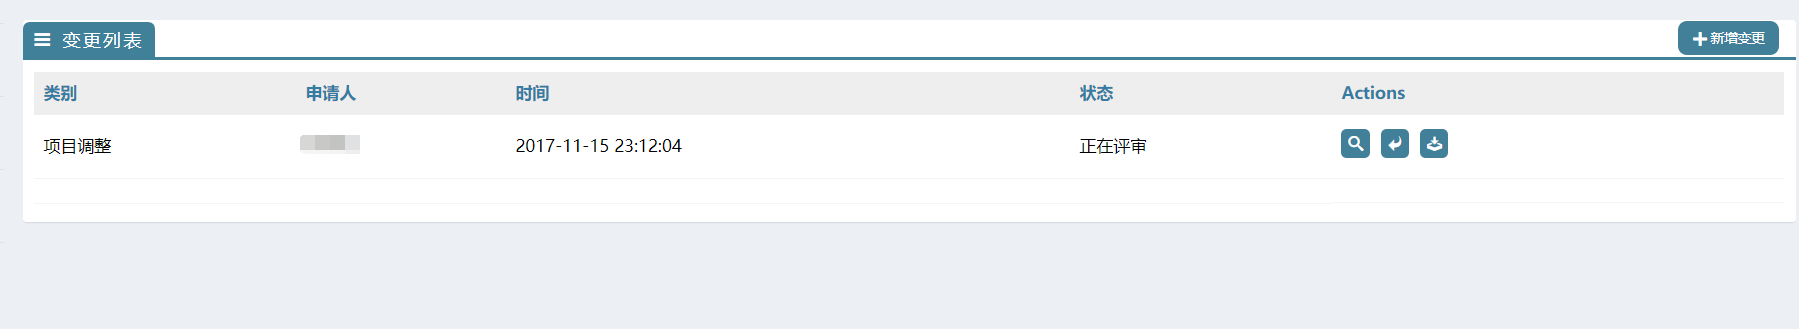 变更列表
新增变更
类别 申请人 时间 状态 Actions
项目调整 2017-11-15 23:12:04 正在评审